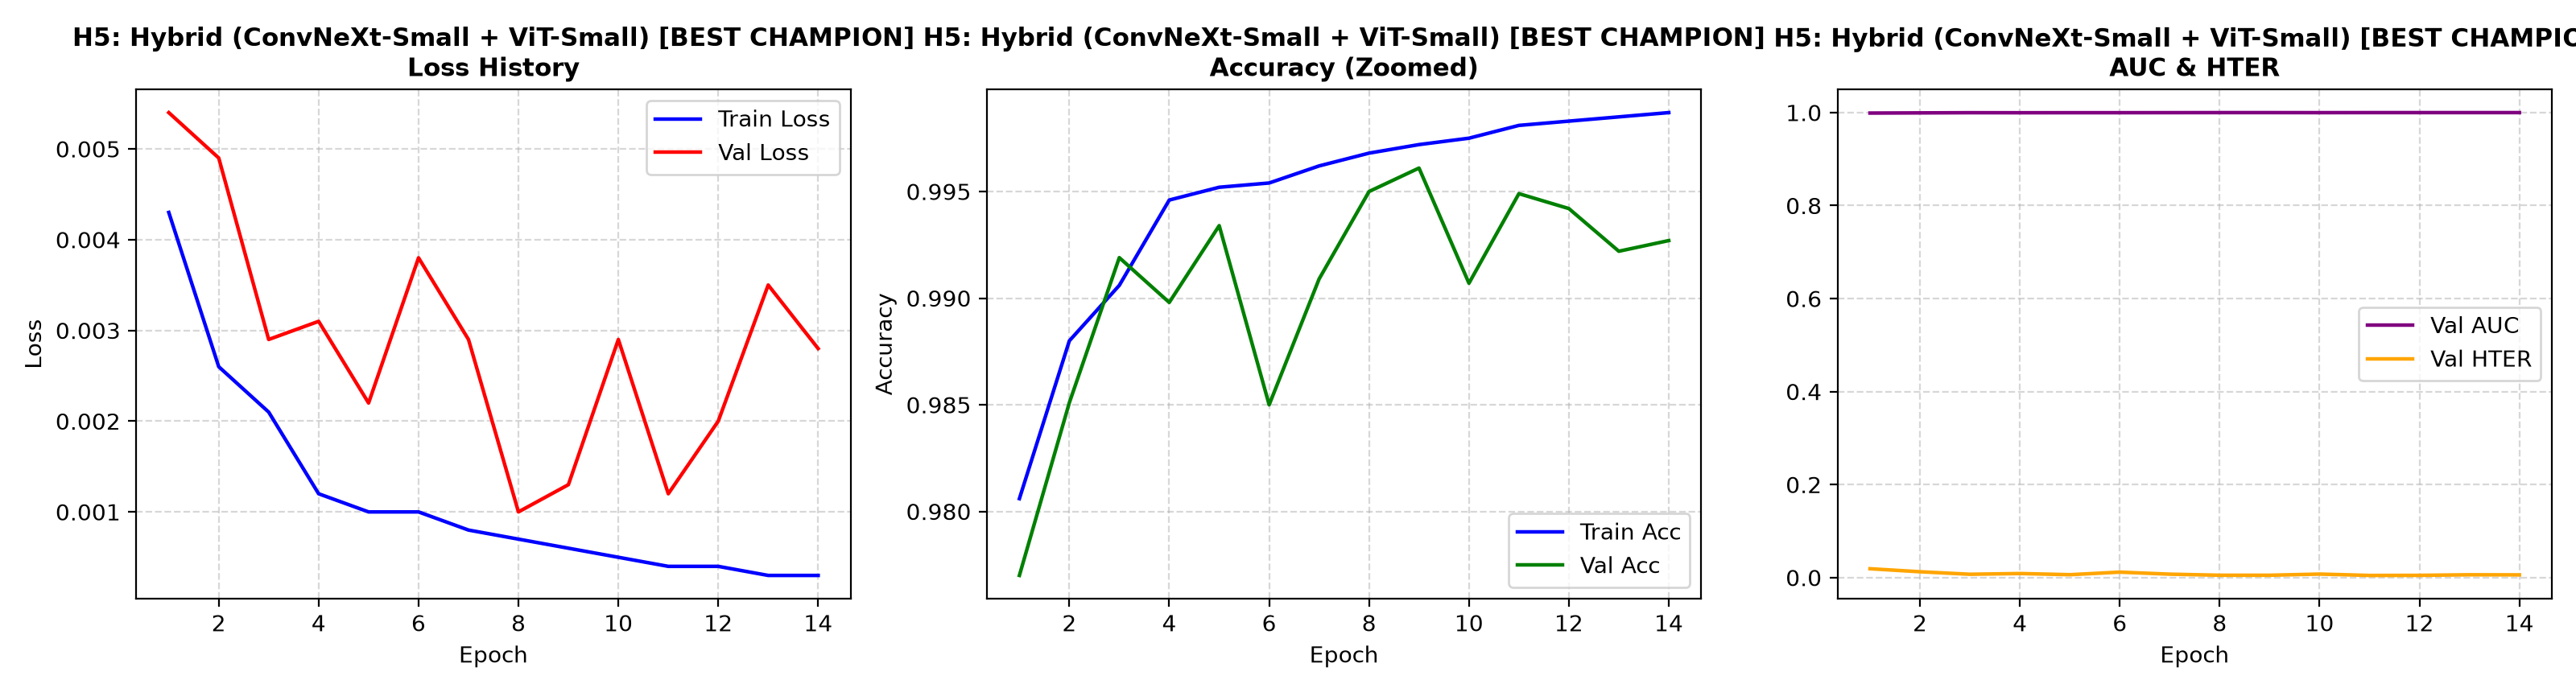 H5: Hybrid (ConvNeXt-Small + ViT-Small) [BEST CHAMPION]
Loss History
Loss
0.005
0.004
0.003
0.002
0.001
2 4 6 8 10 12 14
Epoch
Train Loss
Val Loss
H5: Hybrid (ConvNeXt-Small + ViT-Small) [BEST CHAMPION]
Accuracy (Zoomed)
Accuracy
0.995
0.990
0.985
0.980
2 4 6 8 10 12 14
Epoch
Train Acc
Val Acc
H5: Hybrid (ConvNeXt-Small + ViT-Small) [BEST CHAMPIO
AUC & HTER
1.0
0.8
0.6
0.4
0.2
0.0
2 4 6 8 10 12 14
Epoch
Val AUC
Val HTER